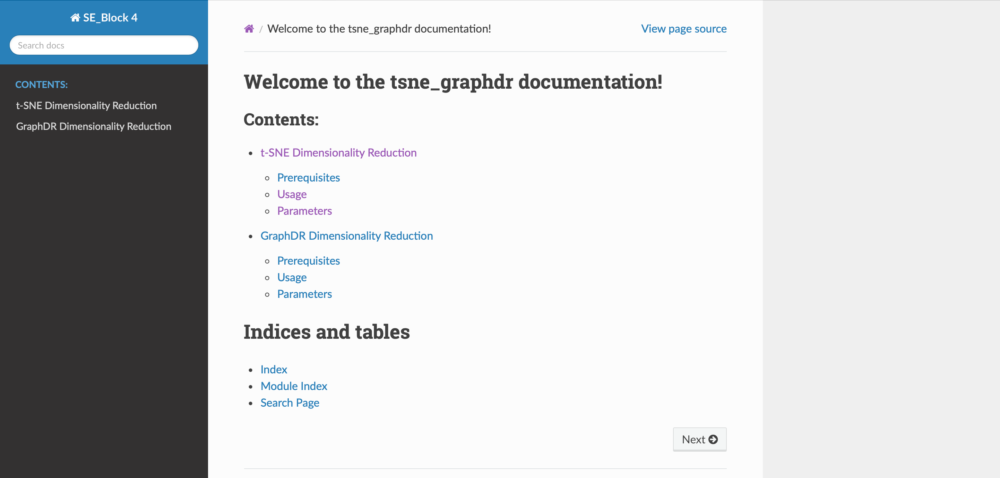 SE_Block 4
Search docs
CONTENTS:
t-SNE Dimensionality Reduction
GraphDR Dimensionality Reduction
/ Welcome to the tsne_graphdr documentation!
View page source
Welcome to the tsne_graphdr documentation!
Contents:
t-SNE Dimensionality Reduction
Prerequisites
Usage
Parameters
GraphDR Dimensionality Reduction
Prerequisites
Usage
Parameters
Indices and tables
Index
Module Index
Search Page
Next